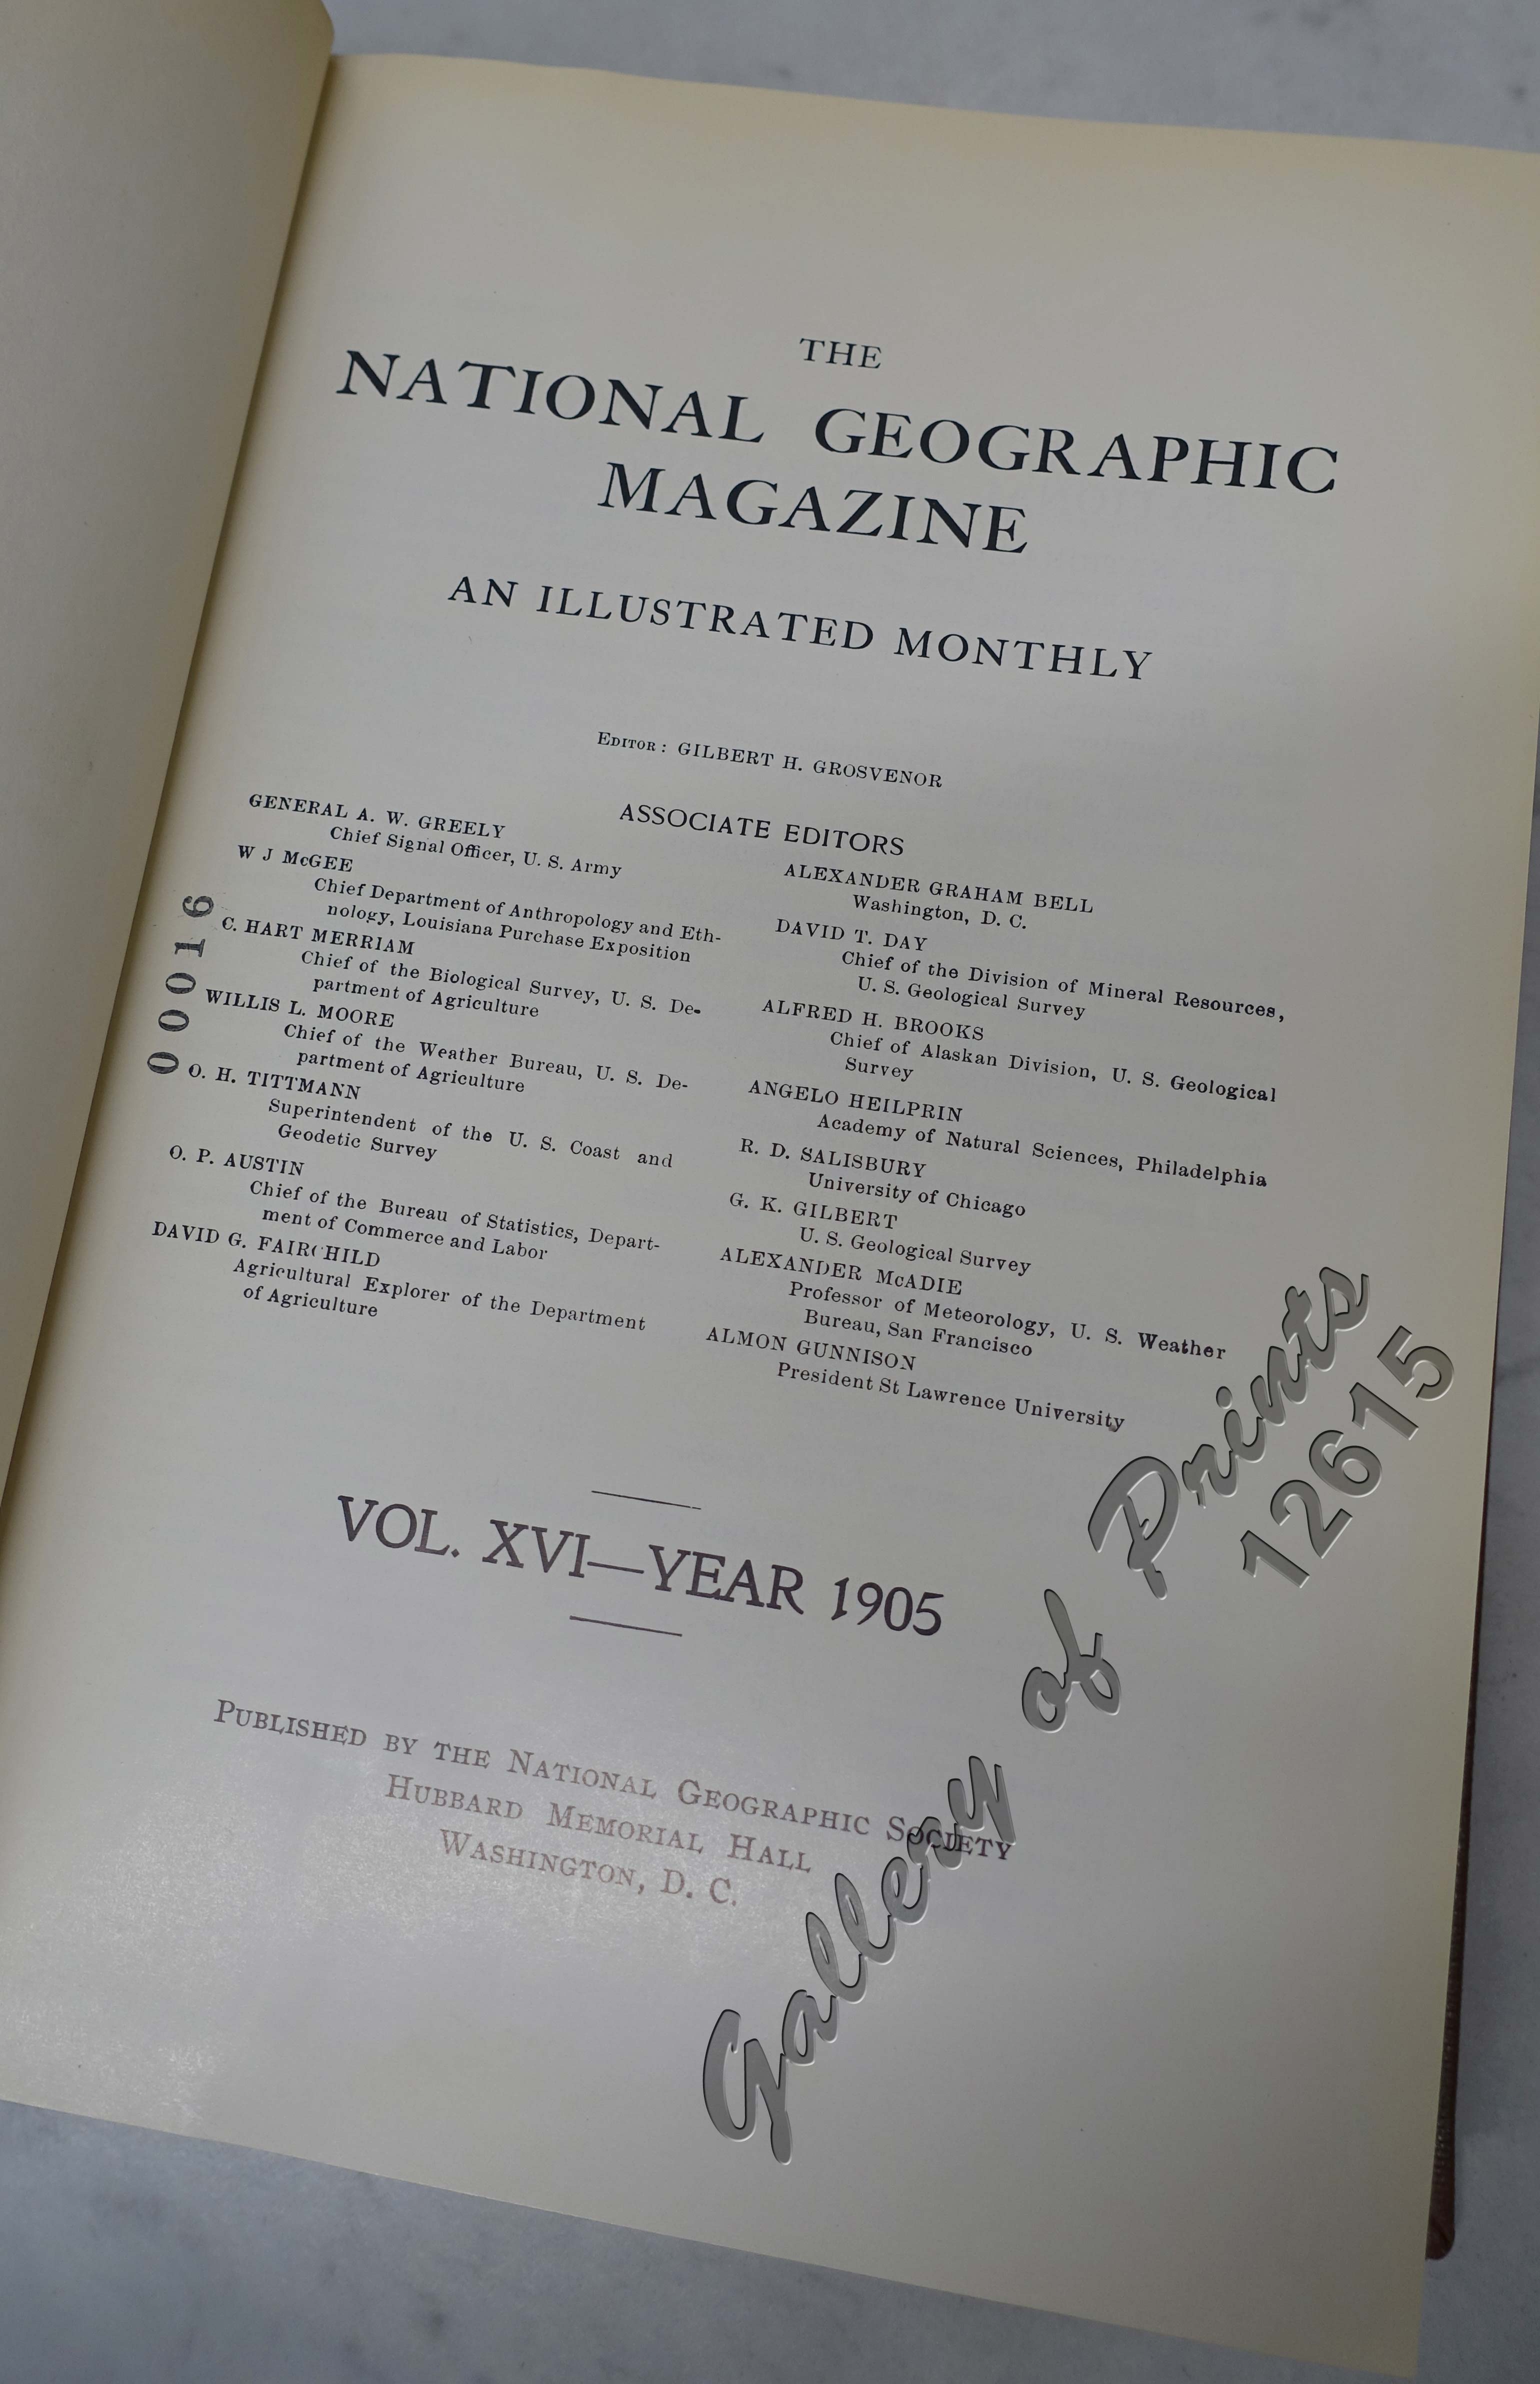 THE
NATIONAL GEOGRAPHIC
MAGAZINE
AN ILLUSTRATED MONTHLY
EDITOR: GILBERT H. GROSVENOR
ASSOCIATE EDITORS
GENERAL A. W. GREELY
Chief Signal Officer, U. S. Army
W J McGEE
Chief Department of Anthropology and Eth-
nology, Louisiana Purchase Exposition
C. HART MERRIAM
Chief of the Biological Survey, U. S. De-
partment of Agriculture
WILLIS L. MOORE
Chief of the Weather Bureau, U. S. De-
partment of Agriculture
O. H. TITTMANN
Superintendent of the U. S. Coast and
Geodetic Survey
O. P. AUSTIN
Chief of the Bureau of Statistics, Depart-
ment of Commerce and Labor
DAVID G. FAIRCHILD
Agricultural Explorer of the Department
of Agriculture
ALEXANDER GRAHAM BELL
Washington, D. C.
DAVID T. DAY
Chief of the Division of Mineral Resources,
U. S. Geological Survey
ALFRED H. BROOKS
Chief of Alaskan Division, U. S. Geological
Survey
ANGELO HEILPRIN
Academy of Natural Sciences, Philadelphia
R. D. SALISBURY
University of Chicago
G. K. GILBERT
U. S. Geological Survey
ALEXANDER McADIE
Professor of Meteorology, U. S. Weather
Bureau, San Francisco
ALMON GUNNISON
President St Lawrence University
00016
VOL. XVI—YEAR 1905
PUBLISHED BY THE NATIONAL GEOGRAPHIC SOCIETY
HUBBARD MEMORIAL HALL
WASHINGTON, D. C.
Gallery of Prints
12615